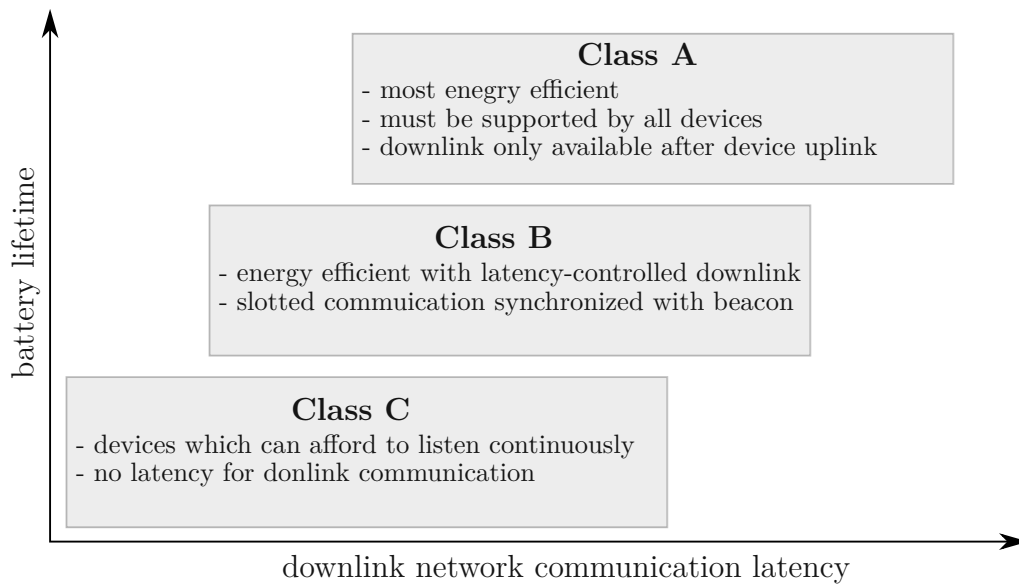 Class A
- most enegry efficient
- must be supported by all devices
- downlink only available after device uplink
battery lifetime
Class B
- energy efficient with latency-controlled downlink
- slotted commuication synchronized with beacon
Class C
- devices which can afford to listen continuously
- no latency for donlink communication
downlink network communication latency